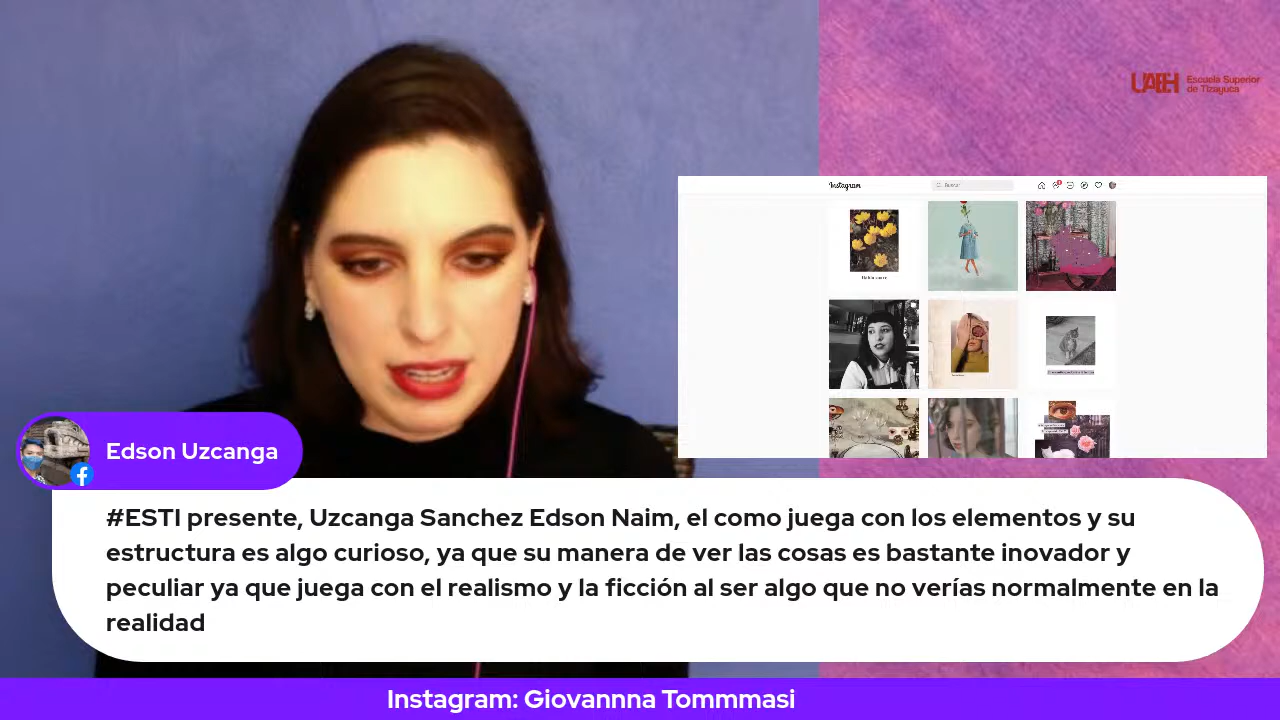 UAEH
Escuela Superior
de Tizayuca
Instagram
Buscar
Edson Uzcanga
#ESTI presente, Uzcanga Sanchez Edson Naim, el como juega con los elementos y su
estructura es algo curioso, ya que su manera de ver las cosas es bastante inovador y
peculiar ya que juega con el realismo y la ficción al ser algo que no verías normalmente en la
realidad
Instagram: Giovannna Tommmasi